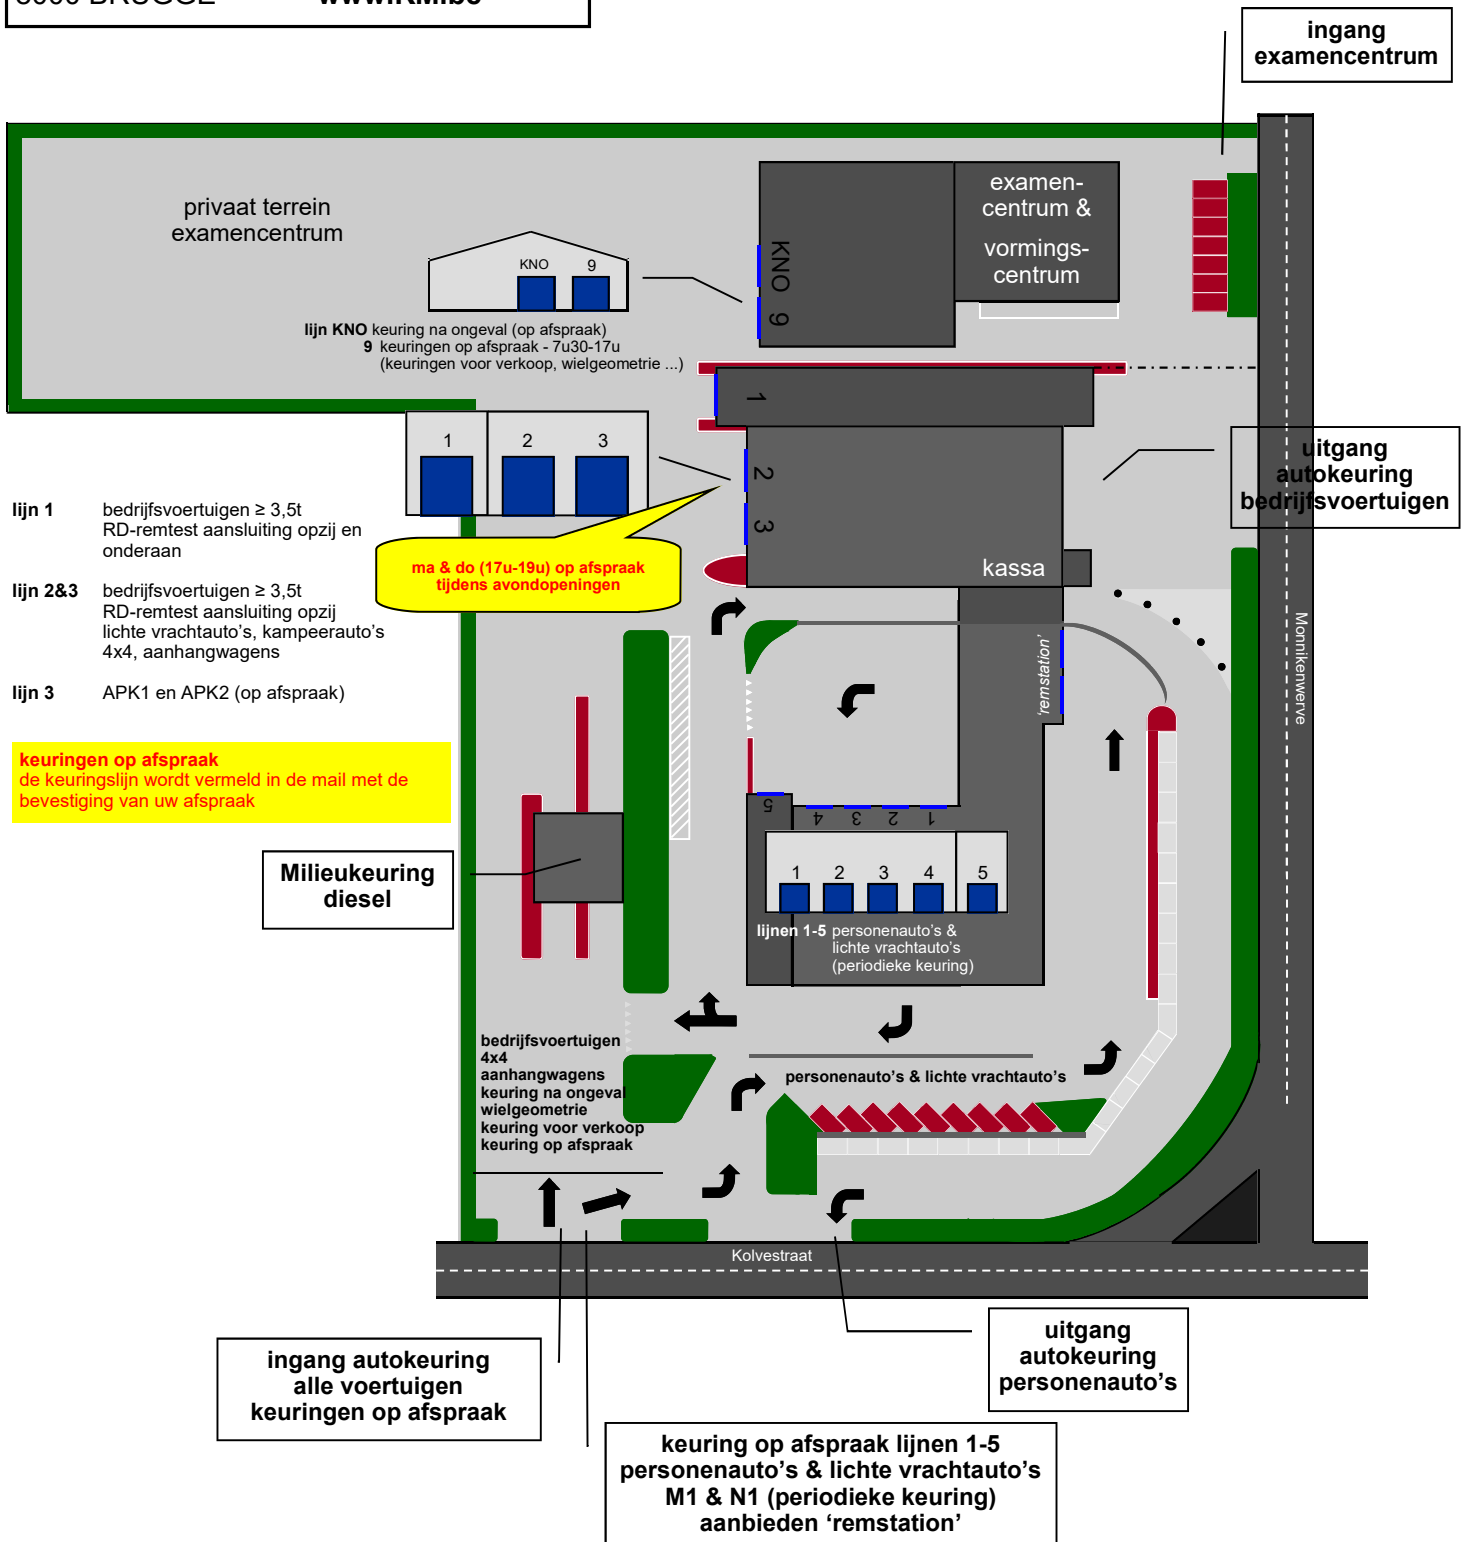 ingang
examencentrum
privaat terrein
examencentrum
examen-
centrum &
vormings-
centrum
KNO
9
KNO 9
lijn KNO keuring na ongeval (op afspraak)
9 keuringen op afspraak - 7u30-17u
(keuringen voor verkoop, wielgeometrie ...)
1
1
2
3
2
3
uitgang
autokeuring
bedrijfsvoertuigen
lijn 1 bedrijfsvoertuigen ≥ 3,5t
RD-remtest aansluiting opzij en
onderaan
lijn 2&3 bedrijfsvoertuigen ≥ 3,5t
RD-remtest aansluiting opzij
lichte vrachtauto’s, kampeerauto’s
4x4, aanhangwagens
lijn 3 APK1 en APK2 (op afspraak)
ma & do (17u-19u) op afspraak
tijdens avondopeningen
kassa
‘remstation’
Monnikenwerve
keuringen op afspraak
de keuringslijn wordt vermeld in de mail met de
bevestiging van uw afspraak
Milieukeuring
diesel
5
4
3
2
1
1
2
3
4
5
lijnen 1-5 personenauto’s &
lichte vrachtauto’s
(periodieke keuring)
bedrijfsvoertuigen
4x4
aanhangwagens
keuring na ongeval
wielgeometrie
keuring voor verkoop
keuring op afspraak
personenauto’s & lichte vrachtauto’s
Kolvestraat
ingang autokeuring
alle voertuigen
keuringen op afspraak
uitgang
autokeuring
personenauto’s
keuring op afspraak lijnen 1-5
personenauto’s & lichte vrachtauto’s
M1 & N1 (periodieke keuring)
aanbieden ‘remstation’